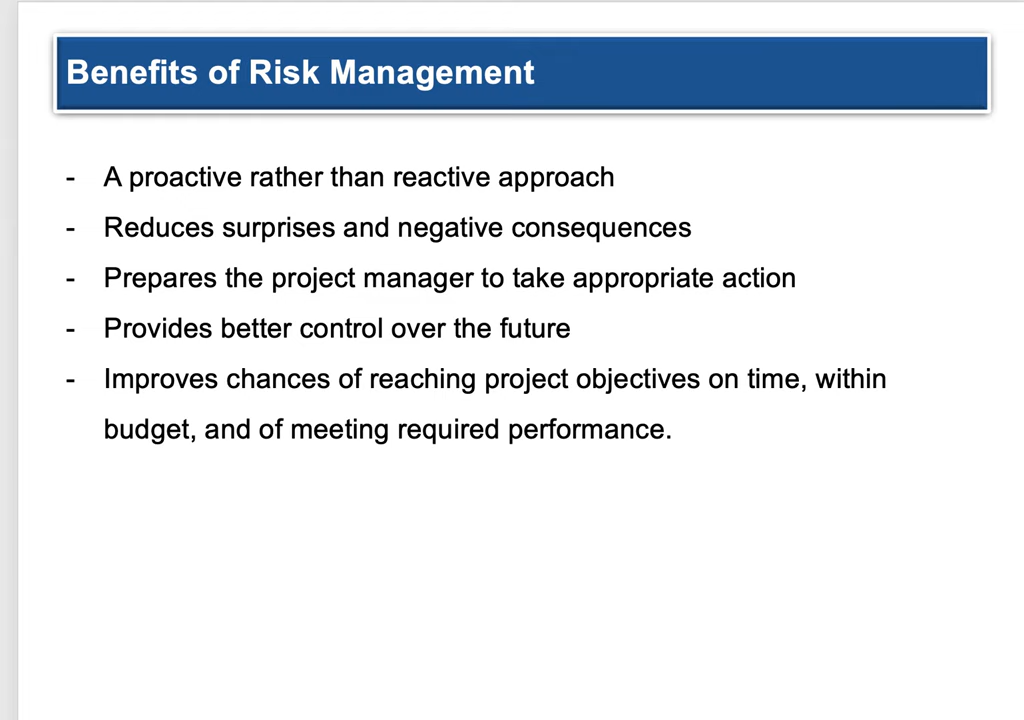 Benefits of Risk Management
- A proactive rather than reactive approach
- Reduces surprises and negative consequences
- Prepares the project manager to take appropriate action
- Provides better control over the future
- Improves chances of reaching project objectives on time, within
budget, and of meeting required performance.